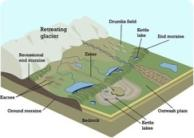 Drumlin field
Retreating
glacier
Kettle
lake
End moraine
Recessional
end moraine
Esker
Ground moraine
Bedrock
Kettle
lakes
Outwash plain